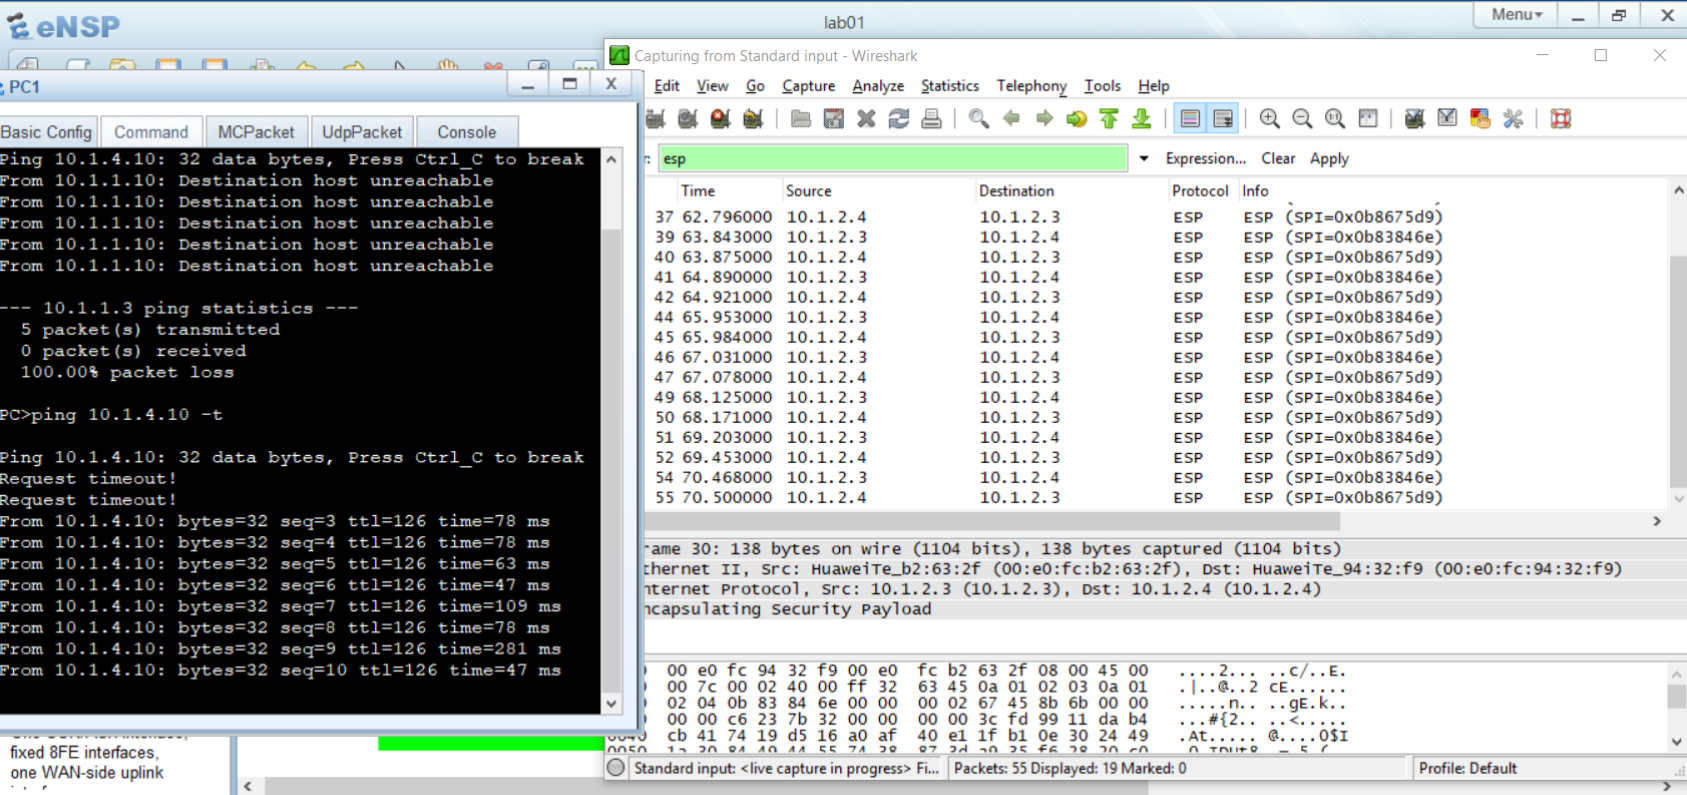 eNSP
lab01
Menu
PC1
Basic Config
Command
MCPacket
UdpPacket
Console
Ping 10.1.4.10: 32 data bytes, Press Ctrl_C to break
From 10.1.1.10: Destination host unreachable
From 10.1.1.10: Destination host unreachable
From 10.1.1.10: Destination host unreachable
From 10.1.1.10: Destination host unreachable
From 10.1.1.10: Destination host unreachable
--- 10.1.1.3 ping statistics ---
5 packet(s) transmitted
0 packet(s) received
100.00% packet loss
PC>ping 10.1.4.10 -t
Ping 10.1.4.10: 32 data bytes, Press Ctrl_C to break
Request timeout!
Request timeout!
From 10.1.4.10: bytes=32 seq=3 ttl=126 time=78 ms
From 10.1.4.10: bytes=32 seq=4 ttl=126 time=78 ms
From 10.1.4.10: bytes=32 seq=5 ttl=126 time=63 ms
From 10.1.4.10: bytes=32 seq=6 ttl=126 time=47 ms
From 10.1.4.10: bytes=32 seq=7 ttl=126 time=109 ms
From 10.1.4.10: bytes=32 seq=8 ttl=126 time=78 ms
From 10.1.4.10: bytes=32 seq=9 ttl=126 time=281 ms
From 10.1.4.10: bytes=32 seq=10 ttl=126 time=47 ms
fixed 8FE interfaces,
one WAN-side uplink
Capturing from Standard input - Wireshark
Edit View Go Capture Analyze Statistics Telephony Tools Help
esp
Expression... Clear Apply
Time Source Destination Protocol Info
37 62.796000 10.1.2.4 10.1.2.3 ESP ESP (SPI=0x0b8675d9)
39 63.843000 10.1.2.3 10.1.2.4 ESP ESP (SPI=0x0b83846e)
40 63.875000 10.1.2.4 10.1.2.3 ESP ESP (SPI=0x0b8675d9)
41 64.890000 10.1.2.3 10.1.2.4 ESP ESP (SPI=0x0b83846e)
42 64.921000 10.1.2.4 10.1.2.3 ESP ESP (SPI=0x0b8675d9)
44 65.953000 10.1.2.3 10.1.2.4 ESP ESP (SPI=0x0b83846e)
45 65.984000 10.1.2.4 10.1.2.3 ESP ESP (SPI=0x0b8675d9)
46 67.031000 10.1.2.3 10.1.2.4 ESP ESP (SPI=0x0b83846e)
47 67.078000 10.1.2.4 10.1.2.3 ESP ESP (SPI=0x0b8675d9)
49 68.125000 10.1.2.3 10.1.2.4 ESP ESP (SPI=0x0b83846e)
50 68.171000 10.1.2.4 10.1.2.3 ESP ESP (SPI=0x0b8675d9)
51 69.203000 10.1.2.3 10.1.2.4 ESP ESP (SPI=0x0b83846e)
52 69.453000 10.1.2.4 10.1.2.3 ESP ESP (SPI=0x0b8675d9)
54 70.468000 10.1.2.3 10.1.2.4 ESP ESP (SPI=0x0b83846e)
55 70.500000 10.1.2.4 10.1.2.3 ESP ESP (SPI=0x0b8675d9)
ame 30: 138 bytes on wire (1104 bits), 138 bytes captured (1104 bits)
thernet II, Src: HuaweiTe_b2:63:2f (00:e0:fc:b2:63:2f), Dst: HuaweiTe_94:32:f9 (00:e0:fc:94:32:f9)
nternet Protocol, Src: 10.1.2.3 (10.1.2.3), Dst: 10.1.2.4 (10.1.2.4)
ncapsulating Security Payload
00 e0 fc 94 32 f9 00 e0 fc b2 63 2f 08 00 45 00 ....2... ..c/..E.
00 7c 00 02 40 00 ff 32 63 45 0a 01 02 03 0a 01 .|..@..2 cE......
02 04 0b 83 84 6e 00 00 00 02 67 45 8b 6b 00 00 .....n.. ..gE.k..
00 00 c6 23 7b 32 00 00 00 00 3c fd 99 11 da b4 ...#{2.. ..<.....
0040 cb 41 74 19 d5 16 a0 af 40 e1 1f b1 0e 30 24 49 .At..... @....0$I
Standard input: <live capture in progress> Fi...
Packets: 55 Displayed: 19 Marked: 0
Profile: Default